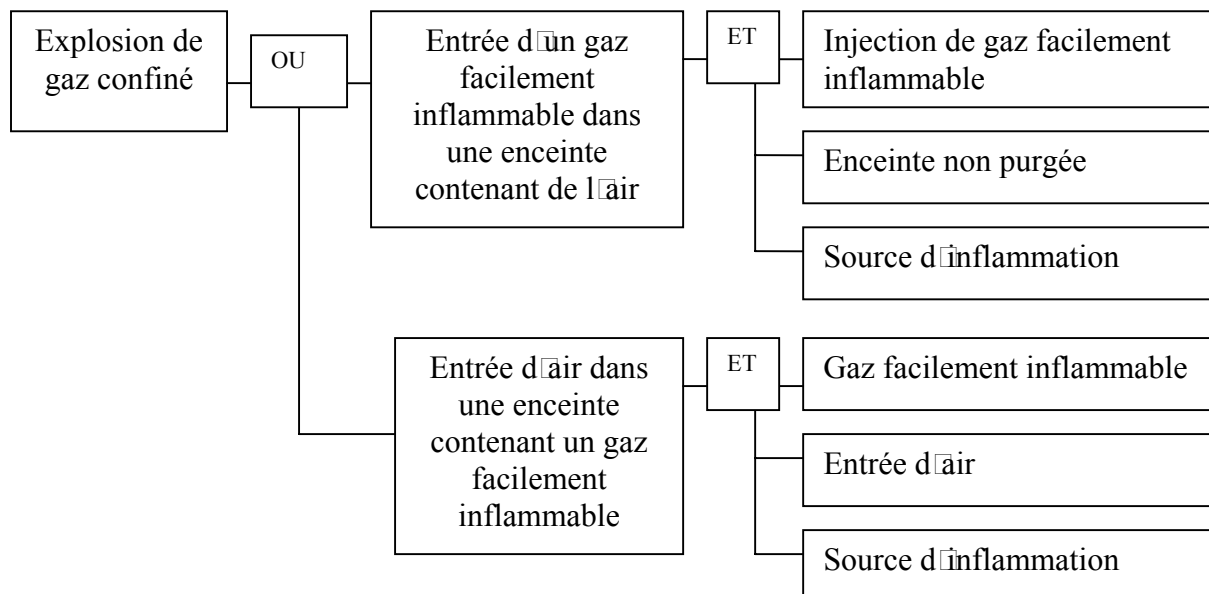 Explosion de
gaz confiné
OU
Entrée d□un gaz
facilement
inflammable dans
une enceinte
contenant de l□air
ET
Injection de gaz facilement
inflammable
Enceinte non purgée
Source d□inflammation
Entrée d□air dans
une enceinte
contenant un gaz
facilement
inflammable
ET
Gaz facilement inflammable
Entrée d□air
Source d□inflammation